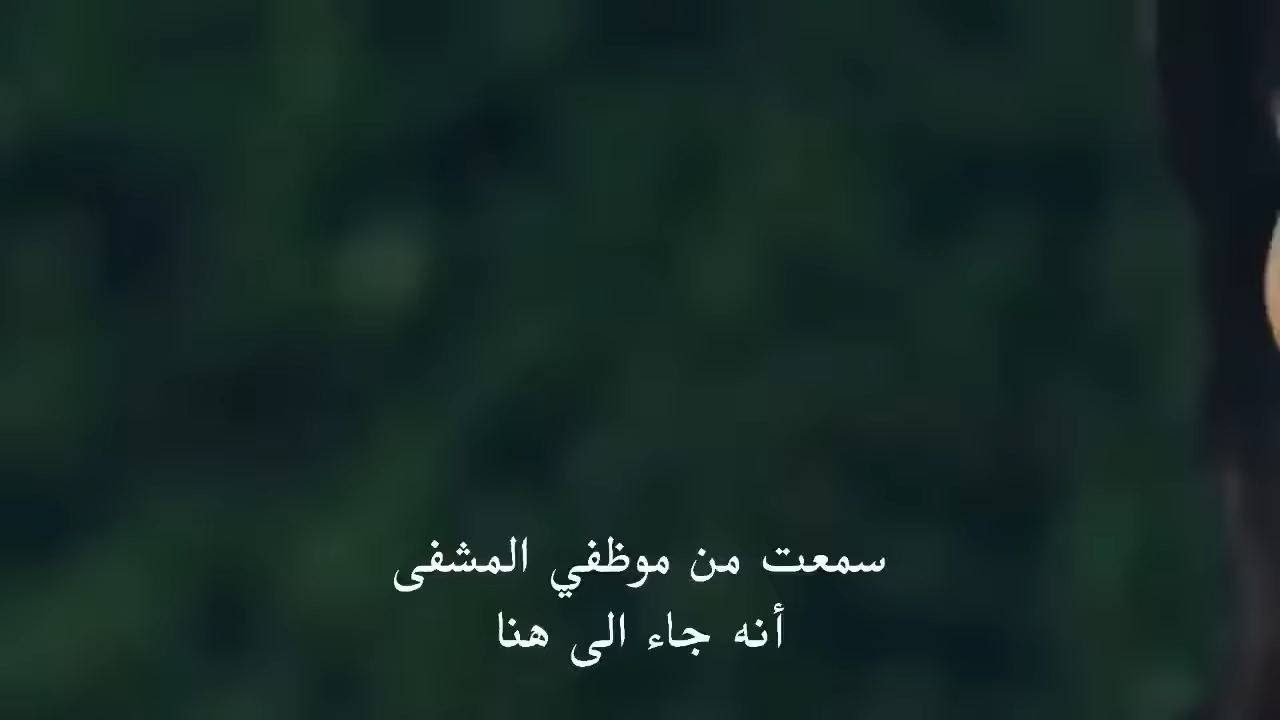 سمعت من موظفي المشفى
أنه جاء الى هنا